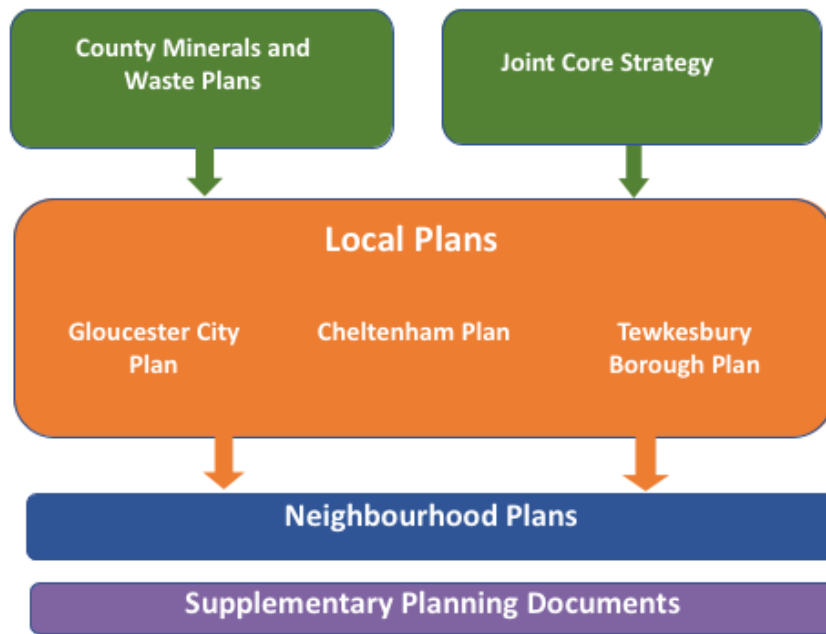 County Minerals and
Waste Plans
Joint Core Strategy
Local Plans
Gloucester City
Plan
Cheltenham Plan
Tewkesbury
Borough Plan
Neighbourhood Plans
Supplementary Planning Documents